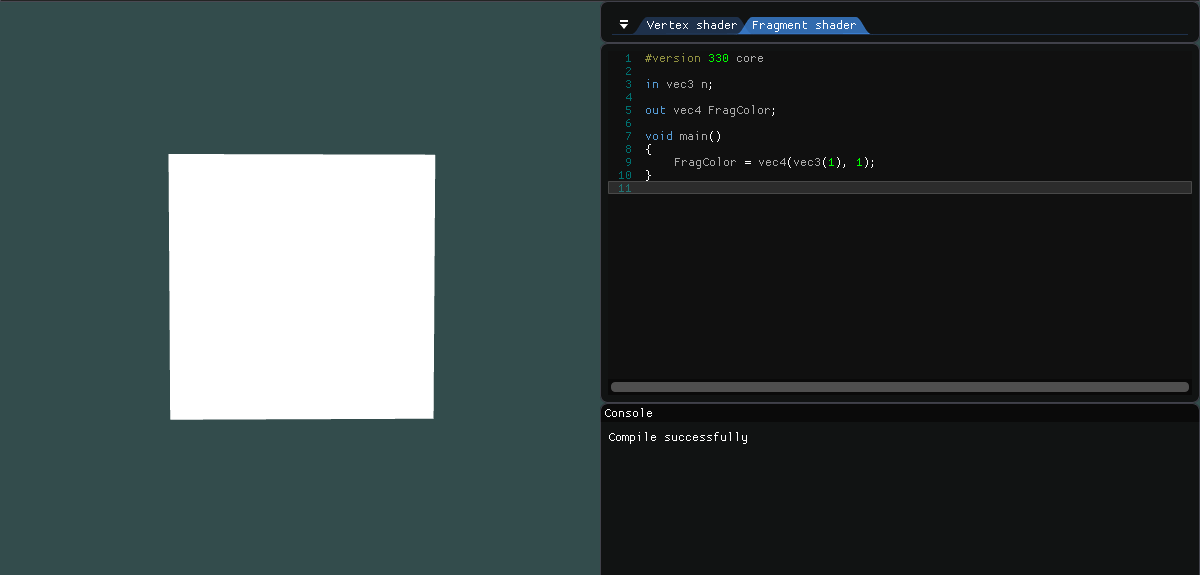 Vertex shader Fragment shader
1 #version 330 core
2
3 in vec3 n;
4
5 out vec4 FragColor;
6
7 void main()
8 {
9 FragColor = vec4(vec3(1), 1);
10 }
11
Console
Compile successfully